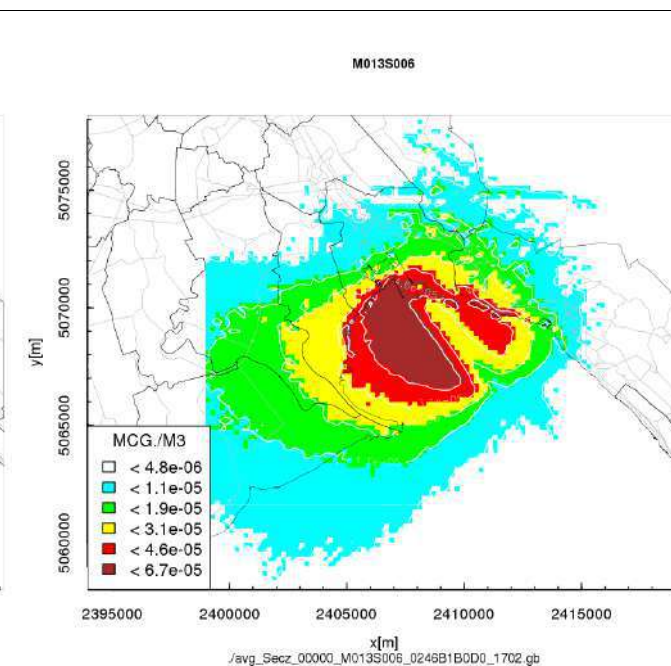 M013S006
y[m]
5075000
5070000
5065000
5060000
MCG./M3
< 4.8e-06
< 1.1e-05
< 1.9e-05
< 3.1e-05
< 4.6e-05
< 6.7e-05
2395000 2400000 2405000 2410000 2415000
x[m]
./avg_Secz_00000_M013S006_0246B1B0D0_1702.gb